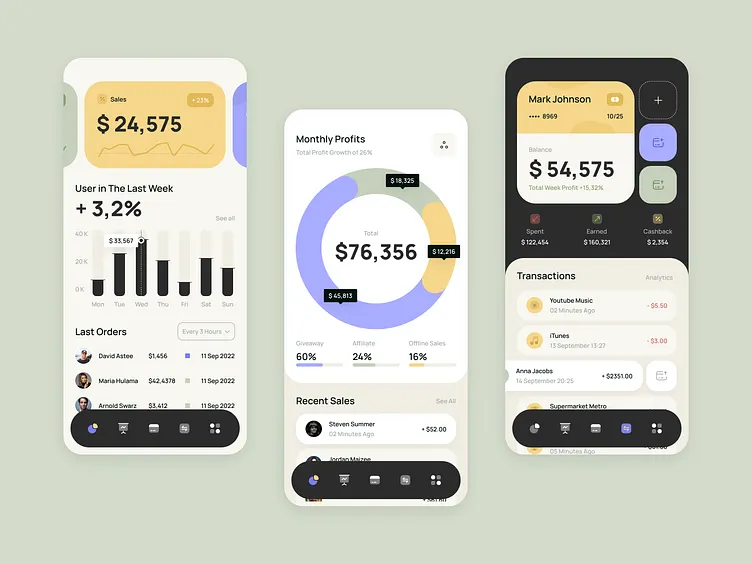 Sales
+ 23%
$ 24,575
User in The Last Week
+ 3,2%
See all
40 K
$ 33,567
20 K
0 K
Mon Tue Wed Thu Fri Sat Sun
Last Orders
Every 3 Hours
David Astee $1,456 11 Sep 2022
Maria Hulama $42,4378 11 Sep 2022
Arnold Swarz $3,412 11 Sep 2022
Monthly Profits
Total Profit Growth of 26%
$ 18,325
Total
$76,356
$ 12,216
$ 45,813
Giveaway Affiliate Offline Sales
60% 24% 16%
Recent Sales
See All
Steven Summer
02 Minutes Ago
+ $52.00
Jordan Maizee
Mark Johnson
•••• 8969
10/25
Balance
$ 54,575
Total Week Profit +15,32%
Spent Earned Cashback
$ 122,454 $ 160,321 $ 2,354
Transactions
Analytics
Youtube Music
02 Minutes Ago
- $5.50
iTunes
13 September 13:27
- $3.00
Anna Jacobs
14 September 20:25
+ $2351.00
Supermarket Metro
02 Minutes Ago